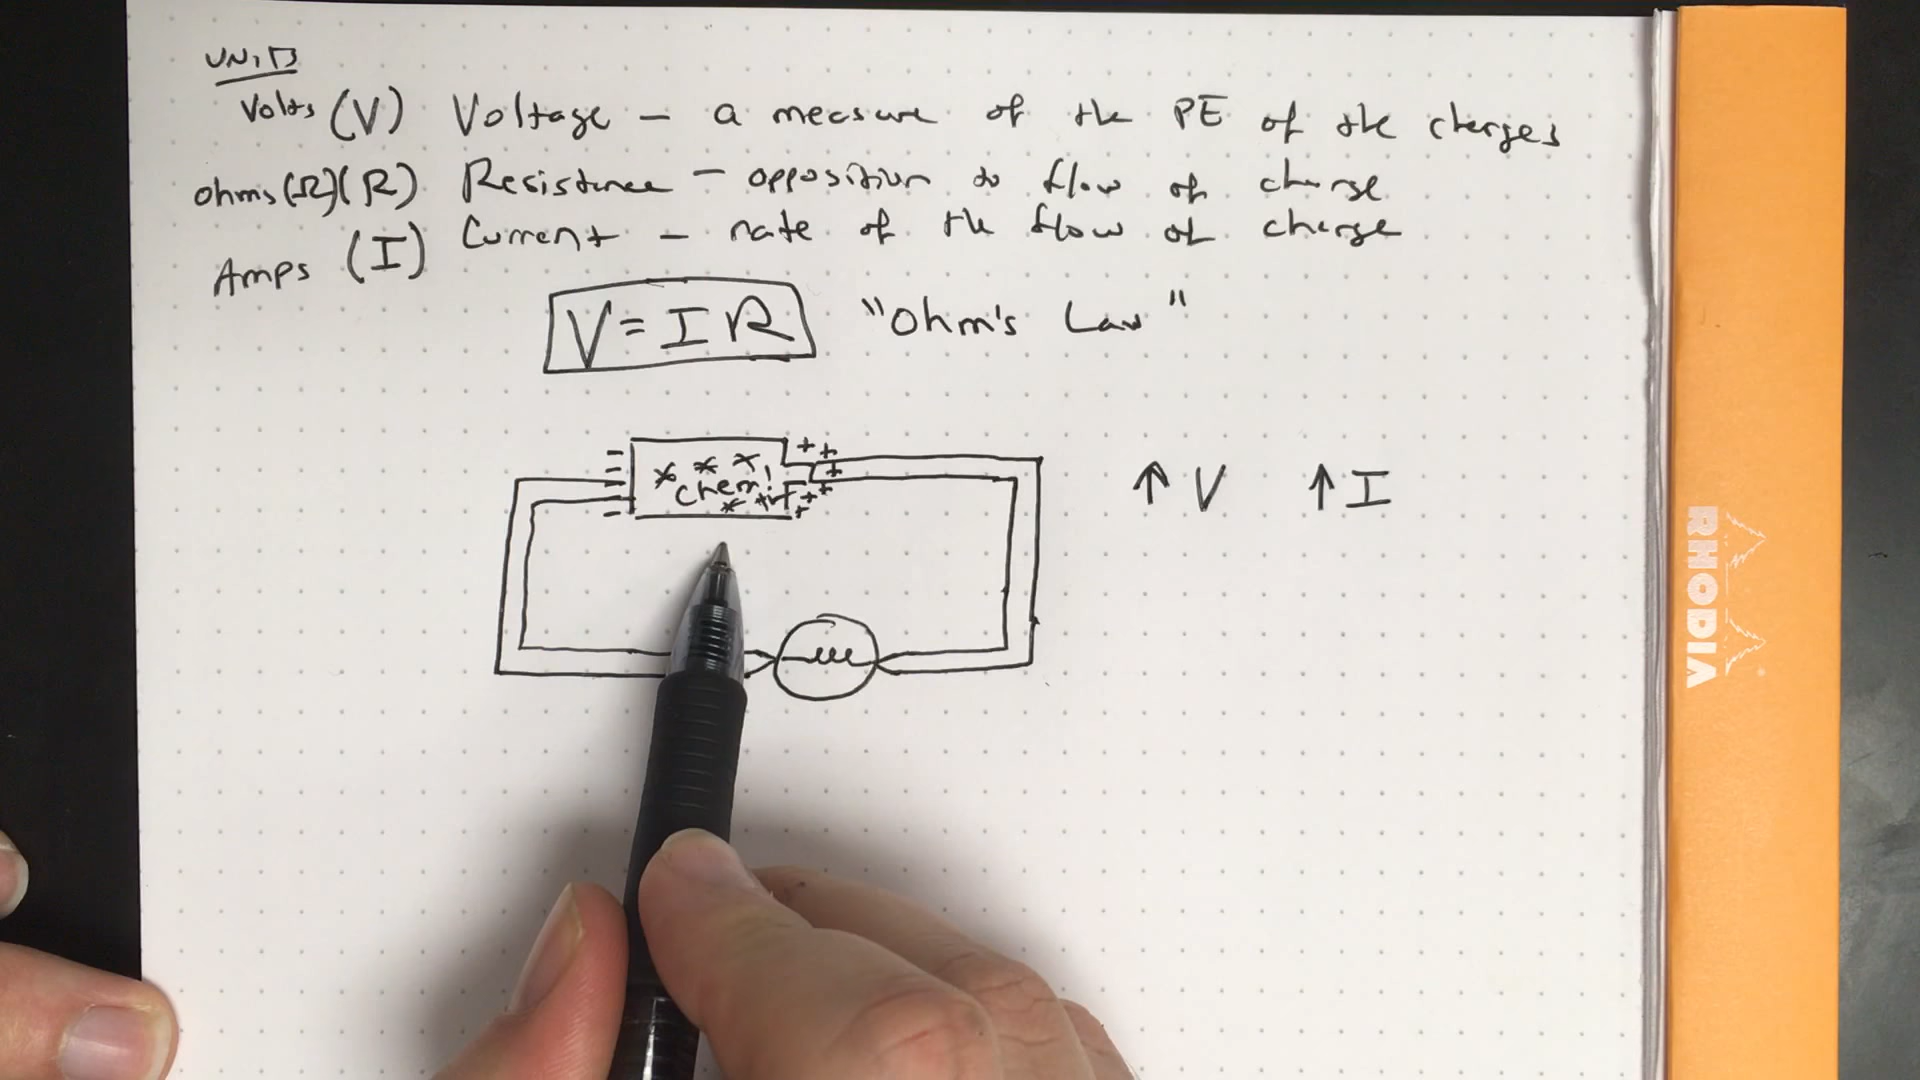 UNITS
Volts (V) Voltage – a measure of the PE of the charges
ohms (Ω) (R) Resistance – opposition to flow of charge
Amps (I) Current – rate of the flow of charge
V = I R "Ohm's Law"
chem!
↑ V ↑ I
RHODIA